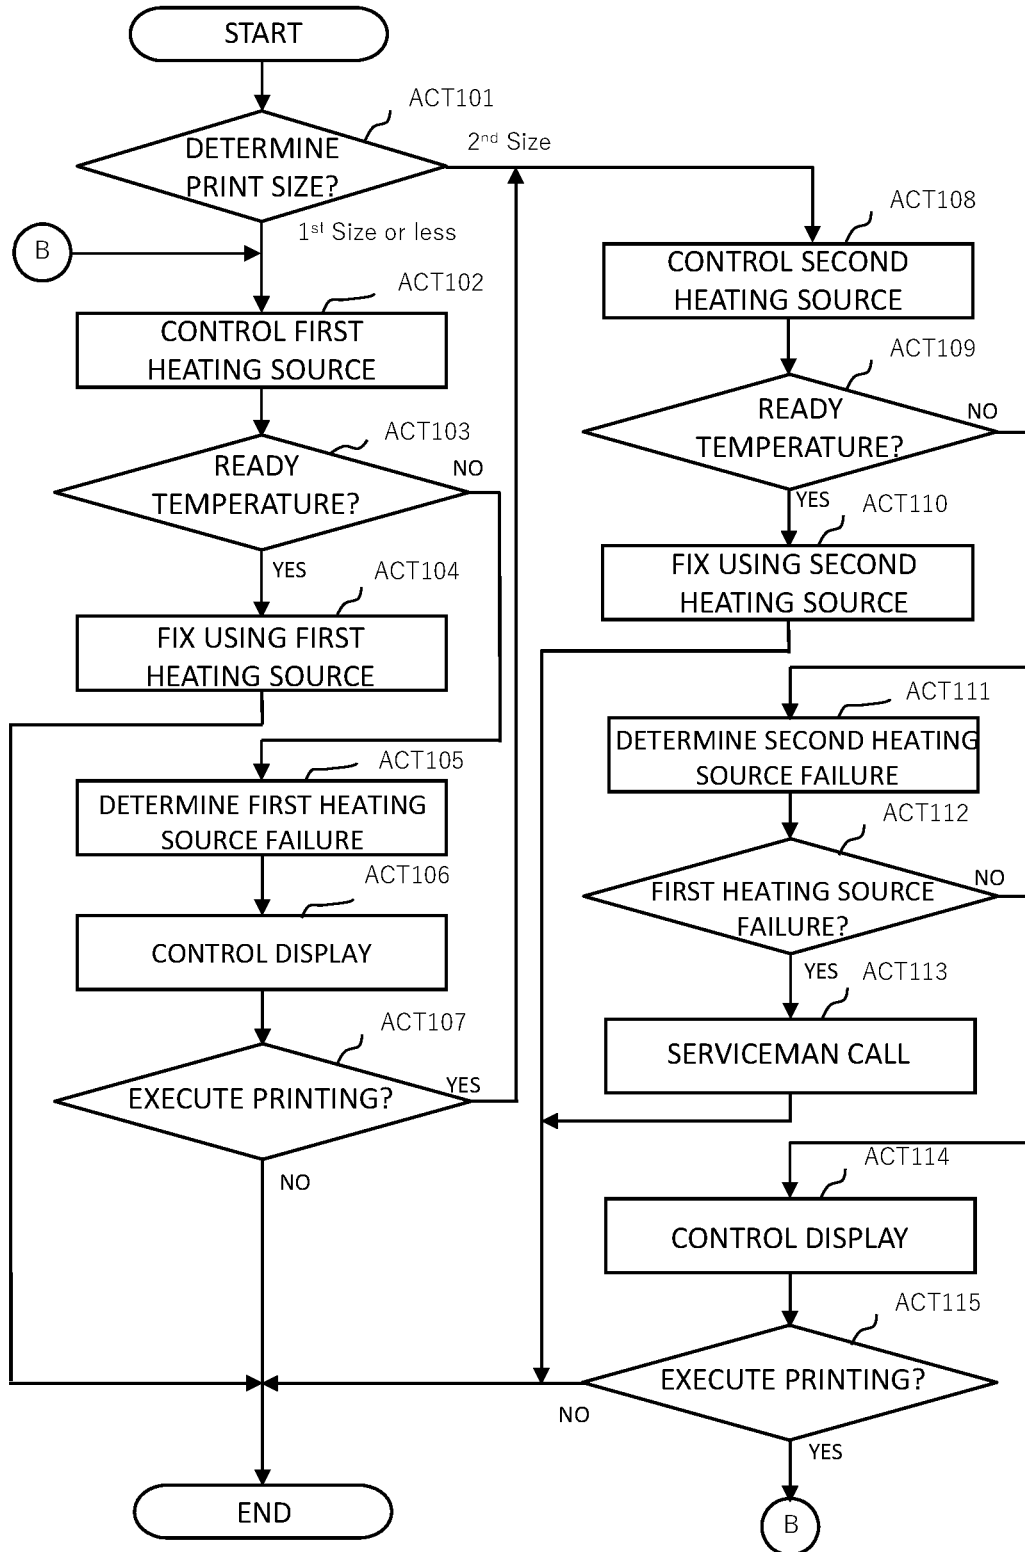 START
ACT101
DETERMINE
PRINT SIZE?
2nd Size
1st Size or less
B
ACT102
CONTROL FIRST
HEATING SOURCE
ACT103
READY
TEMPERATURE?
NO
YES
ACT104
FIX USING FIRST
HEATING SOURCE
ACT105
DETERMINE FIRST HEATING
SOURCE FAILURE
ACT106
CONTROL DISPLAY
ACT107
EXECUTE PRINTING?
YES
NO
END
ACT108
CONTROL SECOND
HEATING SOURCE
ACT109
READY
TEMPERATURE?
NO
YES
ACT110
FIX USING SECOND
HEATING SOURCE
ACT111
DETERMINE SECOND HEATING
SOURCE FAILURE
ACT112
FIRST HEATING SOURCE
FAILURE?
NO
YES
ACT113
SERVICEMAN CALL
ACT114
CONTROL DISPLAY
ACT115
EXECUTE PRINTING?
NO
YES
B